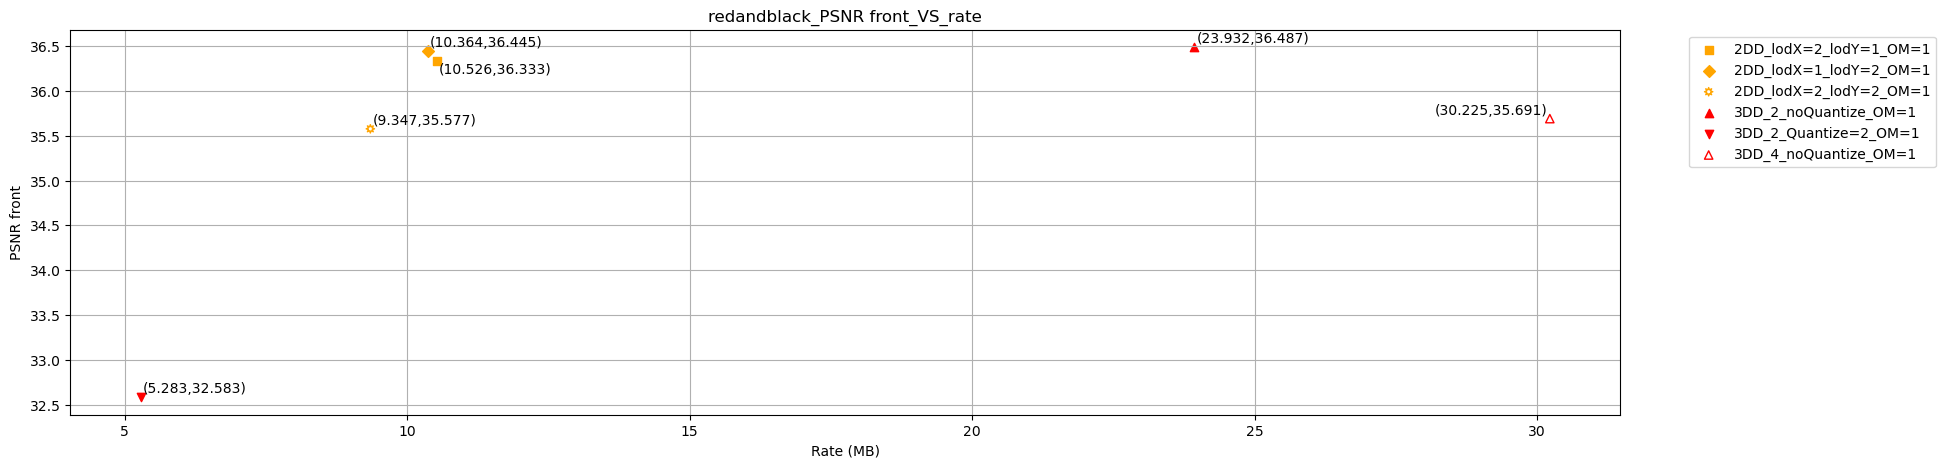 redandblack_PSNR front_VS_rate
PSNR front
36.5
36.0
35.5
35.0
34.5
34.0
33.5
33.0
32.5
(10.364,36.445)
(10.526,36.333)
(9.347,35.577)
(23.932,36.487)
(30.225,35.691)
(5.283,32.583)
5
10
15
20
25
30
Rate (MB)
2DD_lodX=2_lodY=1_OM=1
2DD_lodX=1_lodY=2_OM=1
2DD_lodX=2_lodY=2_OM=1
3DD_2_noQuantize_OM=1
3DD_2_Quantize=2_OM=1
3DD_4_noQuantize_OM=1